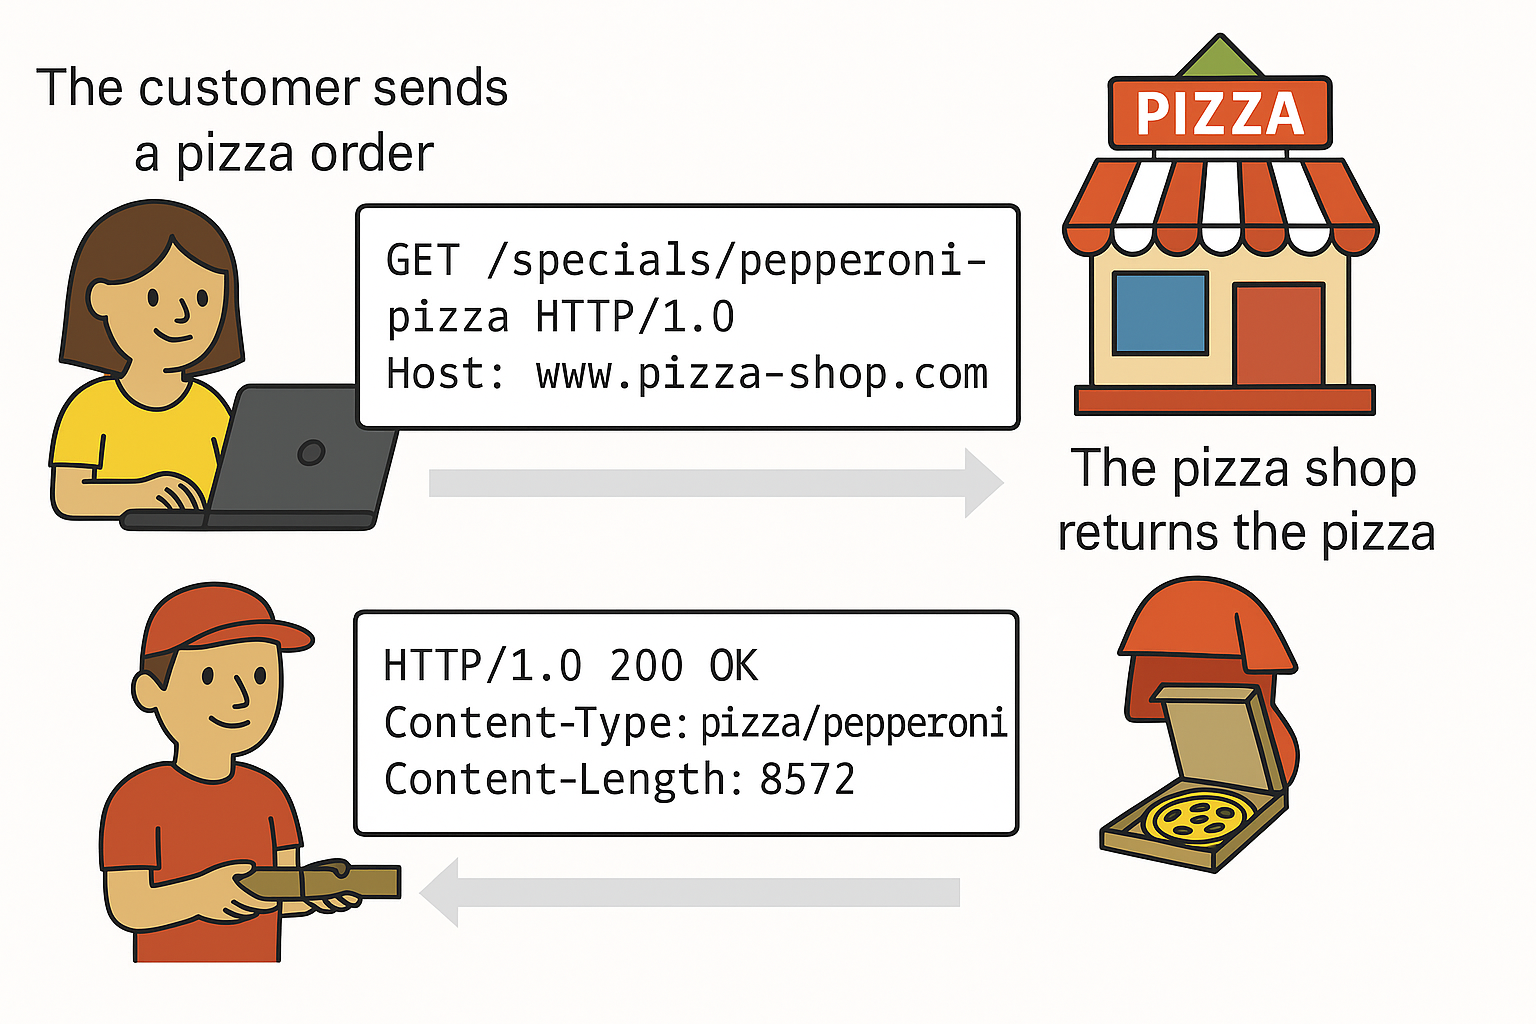 The customer sends
a pizza order
PIZZA
GET /specials/pepperoni-
pizza HTTP/1.0
Host: www.pizza-shop.com
The pizza shop
returns the pizza
HTTP/1.0 200 OK
Content-Type: pizza/pepperoni
Content-Length: 8572